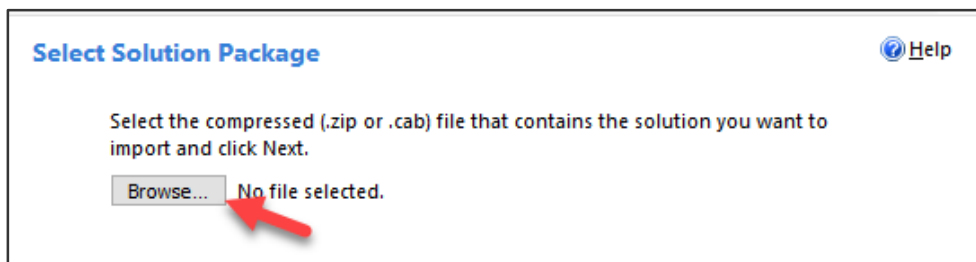 Select Solution Package
Help
Select the compressed (.zip or .cab) file that contains the solution you want to
import and click Next.
Browse... No file selected.